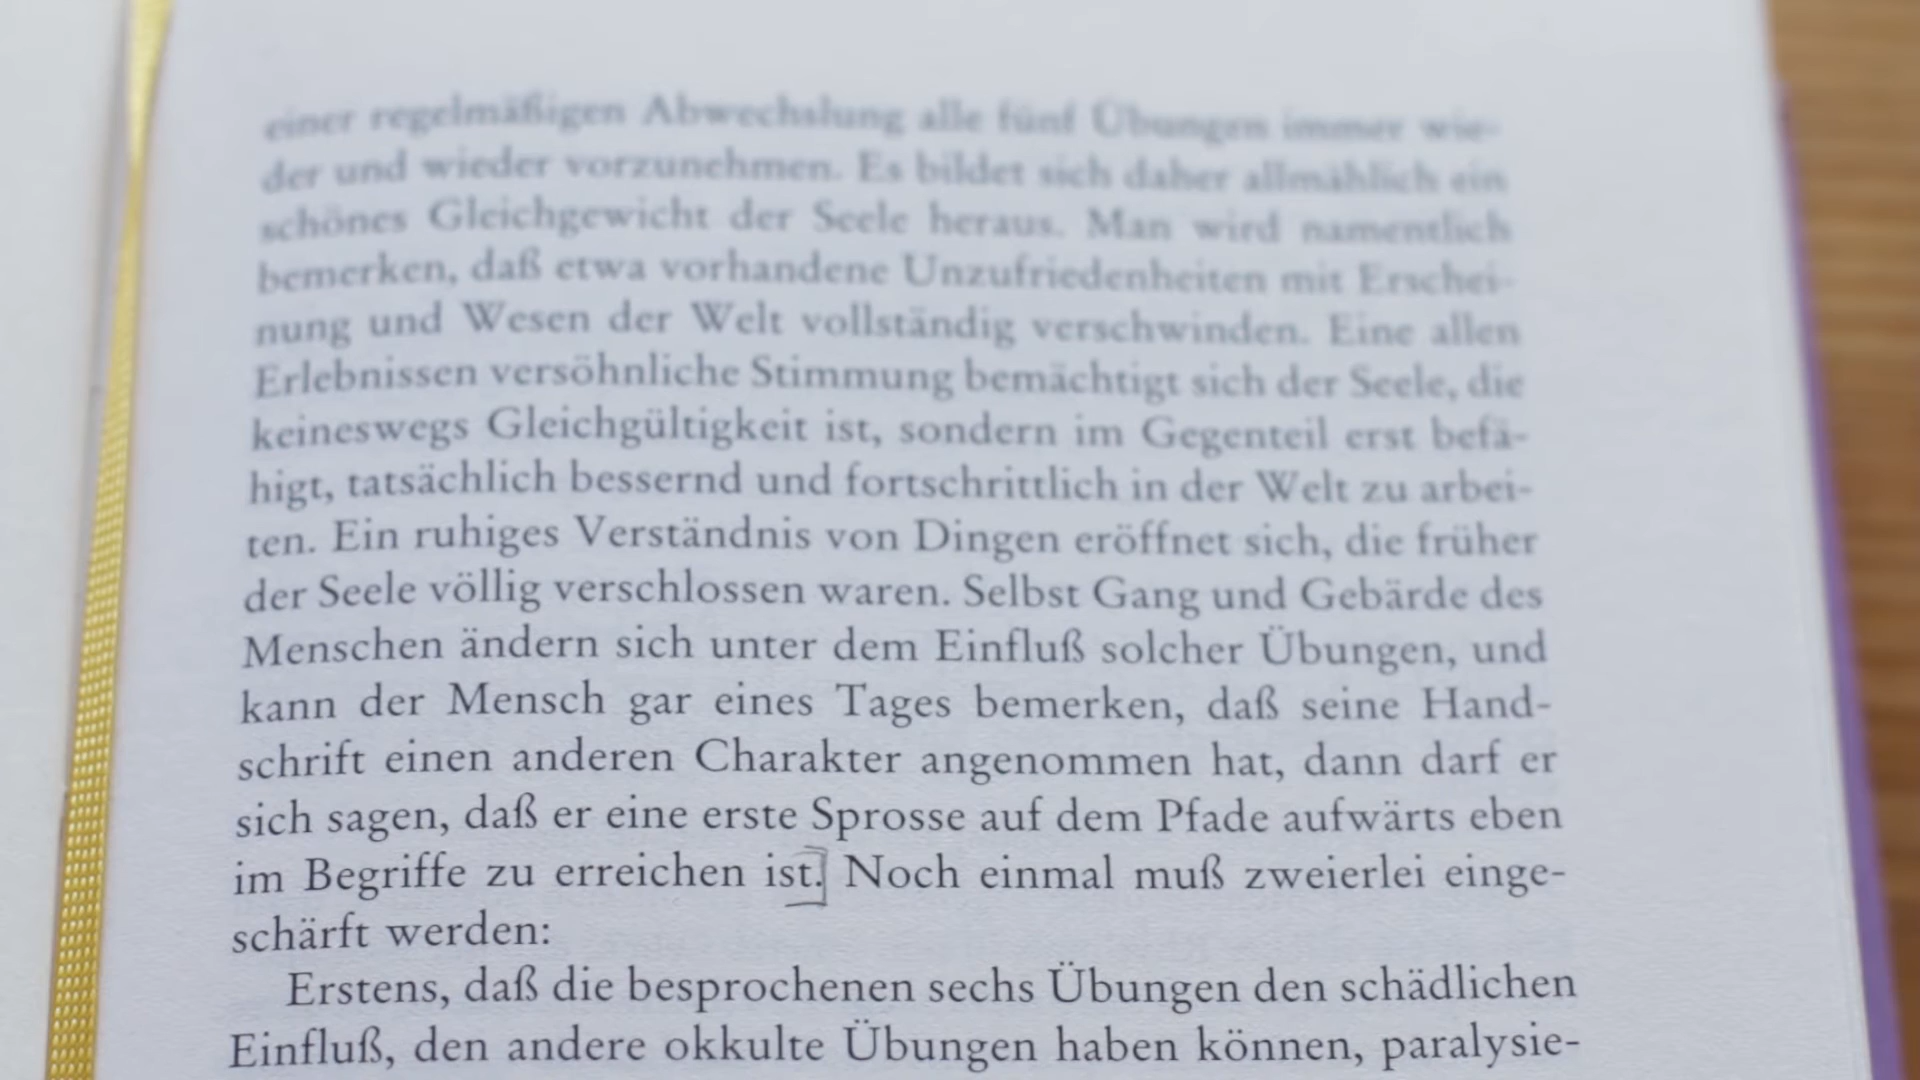 einer regelmäßigen Abwechslung alle fünf Übungen immer wie-
der und wieder vorzunehmen. Es bildet sich daher allmählich ein
schönes Gleichgewicht der Seele heraus. Man wird namentlich
bemerken, daß etwa vorhandene Unzufriedenheiten mit Erschei-
nung und Wesen der Welt vollständig verschwinden. Eine allen
Erlebnissen versöhnliche Stimmung bemächtigt sich der Seele, die
keineswegs Gleichgültigkeit ist, sondern im Gegenteil erst befä-
higt, tatsächlich bessernd und fortschrittlich in der Welt zu arbei-
ten. Ein ruhiges Verständnis von Dingen eröffnet sich, die früher
der Seele völlig verschlossen waren. Selbst Gang und Gebärde des
Menschen ändern sich unter dem Einfluß solcher Übungen, und
kann der Mensch gar eines Tages bemerken, daß seine Hand-
schrift einen anderen Charakter angenommen hat, dann darf er
sich sagen, daß er eine erste Sprosse auf dem Pfade aufwärts eben
im Begriffe zu erreichen ist. Noch einmal muß zweierlei einge-
schärft werden:
Erstens, daß die besprochenen sechs Übungen den schädlichen
Einfluß, den andere okkulte Übungen haben können, paralysie-